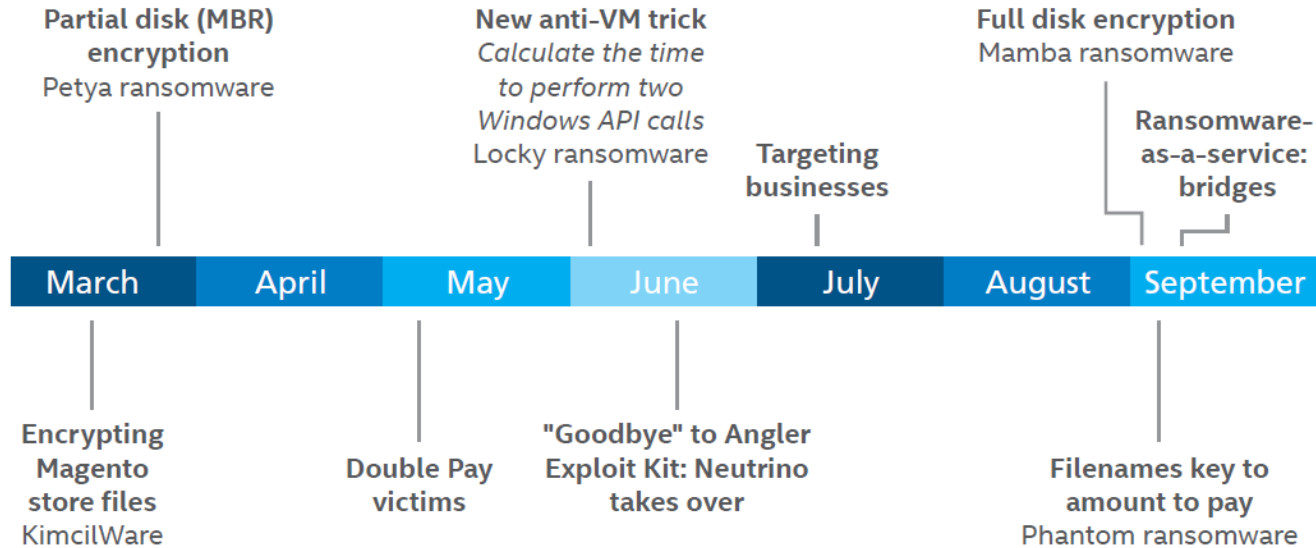 Partial disk (MBR)
encryption
Petya ransomware
New anti-VM trick
Calculate the time
to perform two
Windows API calls
Locky ransomware
Targeting
businesses
Full disk encryption
Mamba ransomware
Ransomware-
as-a-service:
bridges
March
April
May
June
July
August
September
Encrypting
Magento
store files
KimcilWare
Double Pay
victims
"Goodbye" to Angler
Exploit Kit: Neutrino
takes over
Filenames key to
amount to pay
Phantom ransomware